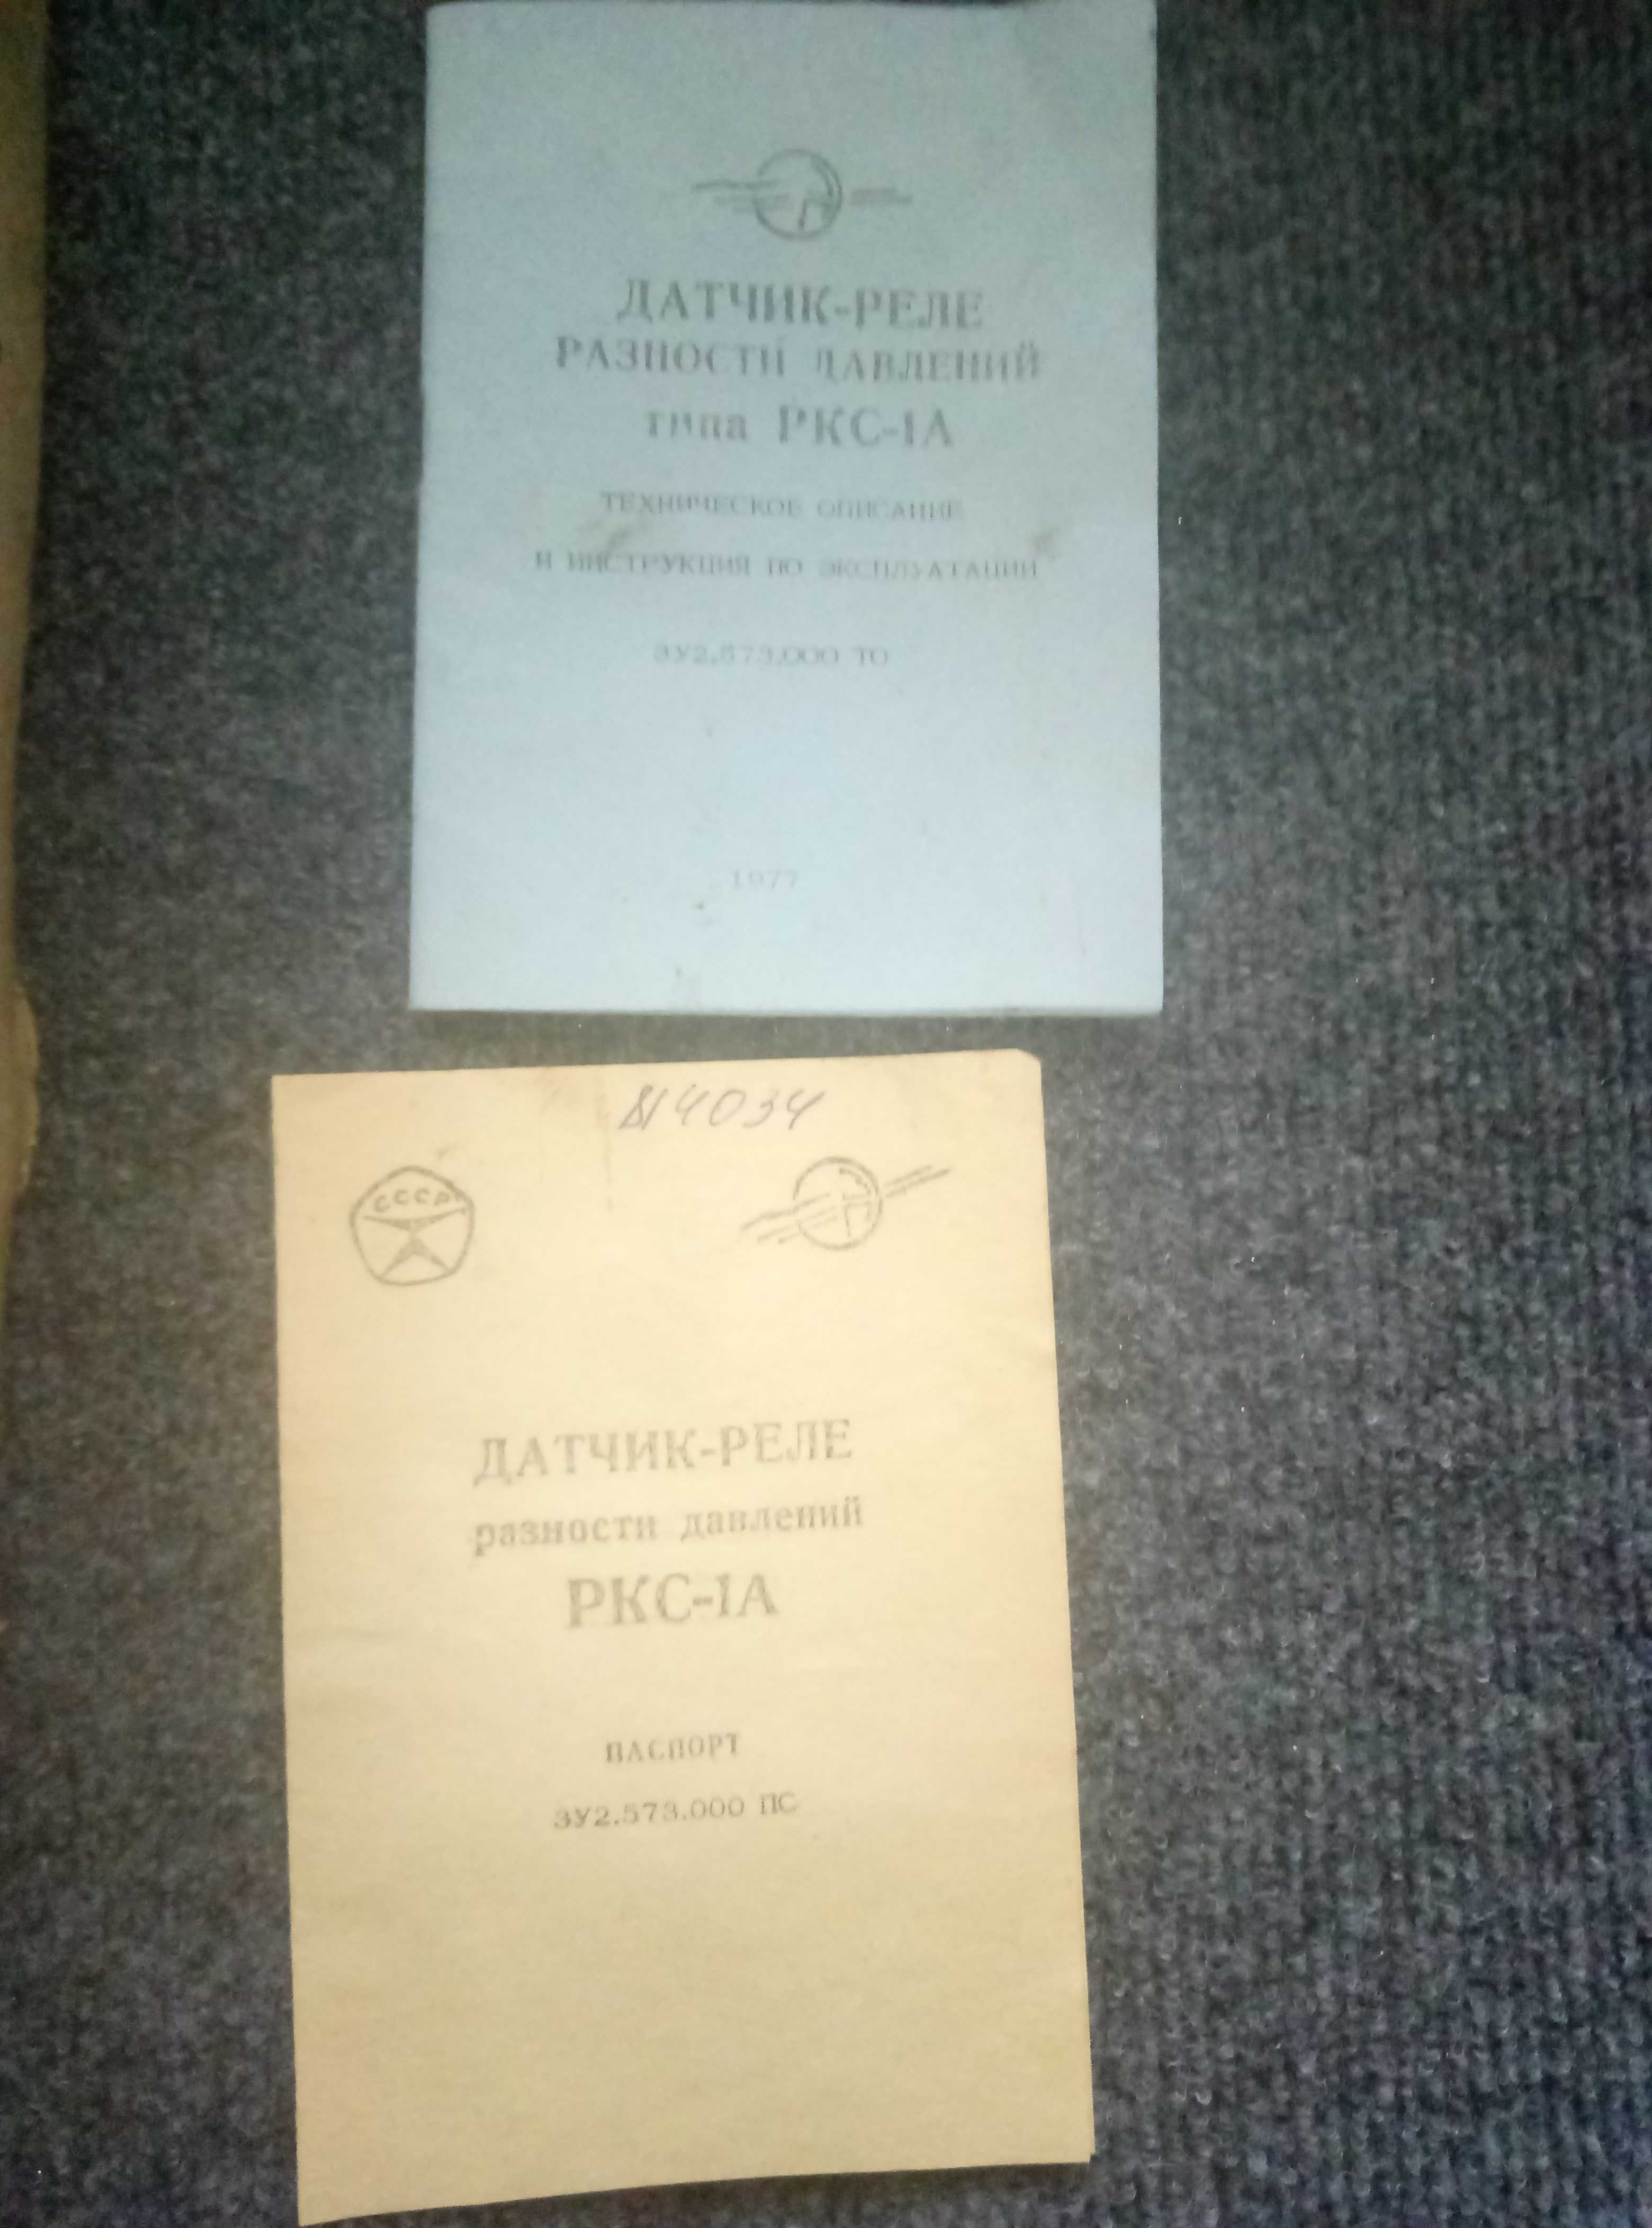 ДАТЧИК-РЕЛЕ
РАЗНОСТИ ДАВЛЕНИЙ
типа РКС-1А
ТЕХНИЧЕСКОЕ ОПИСАНИЕ
И ИНСТРУКЦИЯ ПО ЭКСПЛУАТАЦИИ
3У2.573.000 ТО
1977
4034
СССР
ДАТЧИК-РЕЛЕ
разности давлений
РКС-1А
ПАСПОРТ
3У2.573.000 ПС